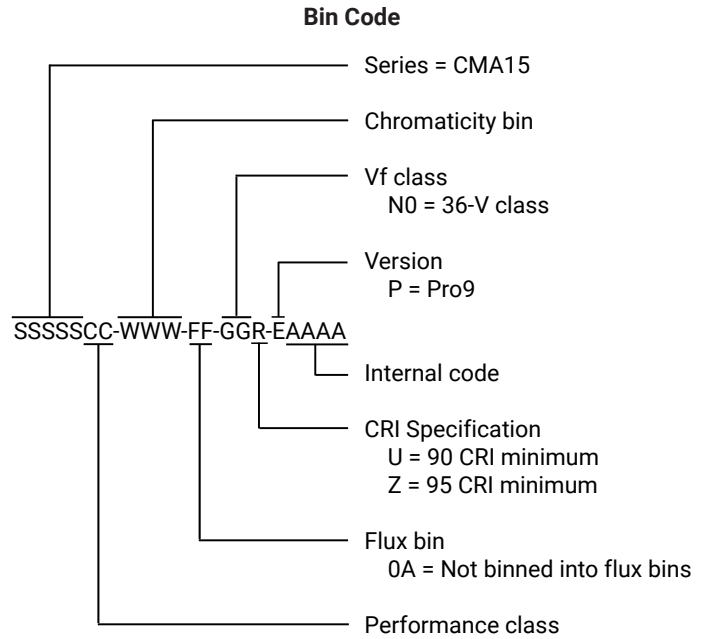 Bin Code
Series = CMA15
Chromaticity bin
Vf class
N0 = 36-V class
Version
P = Pro9
SSSSSCC-WWW-FF-GGR-EAAAA
Internal code
CRI Specification
U = 90 CRI minimum
Z = 95 CRI minimum
Flux bin
0A = Not binned into flux bins
Performance class